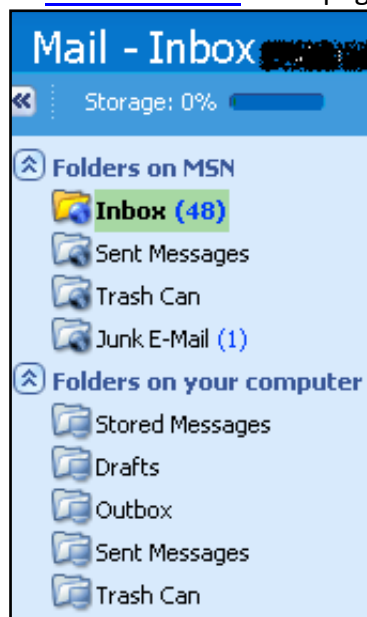 Mail - Inbox
Storage: 0%
Folders on MSN
Inbox (48)
Sent Messages
Trash Can
Junk E-Mail (1)
Folders on your computer
Stored Messages
Drafts
Outbox
Sent Messages
Trash Can